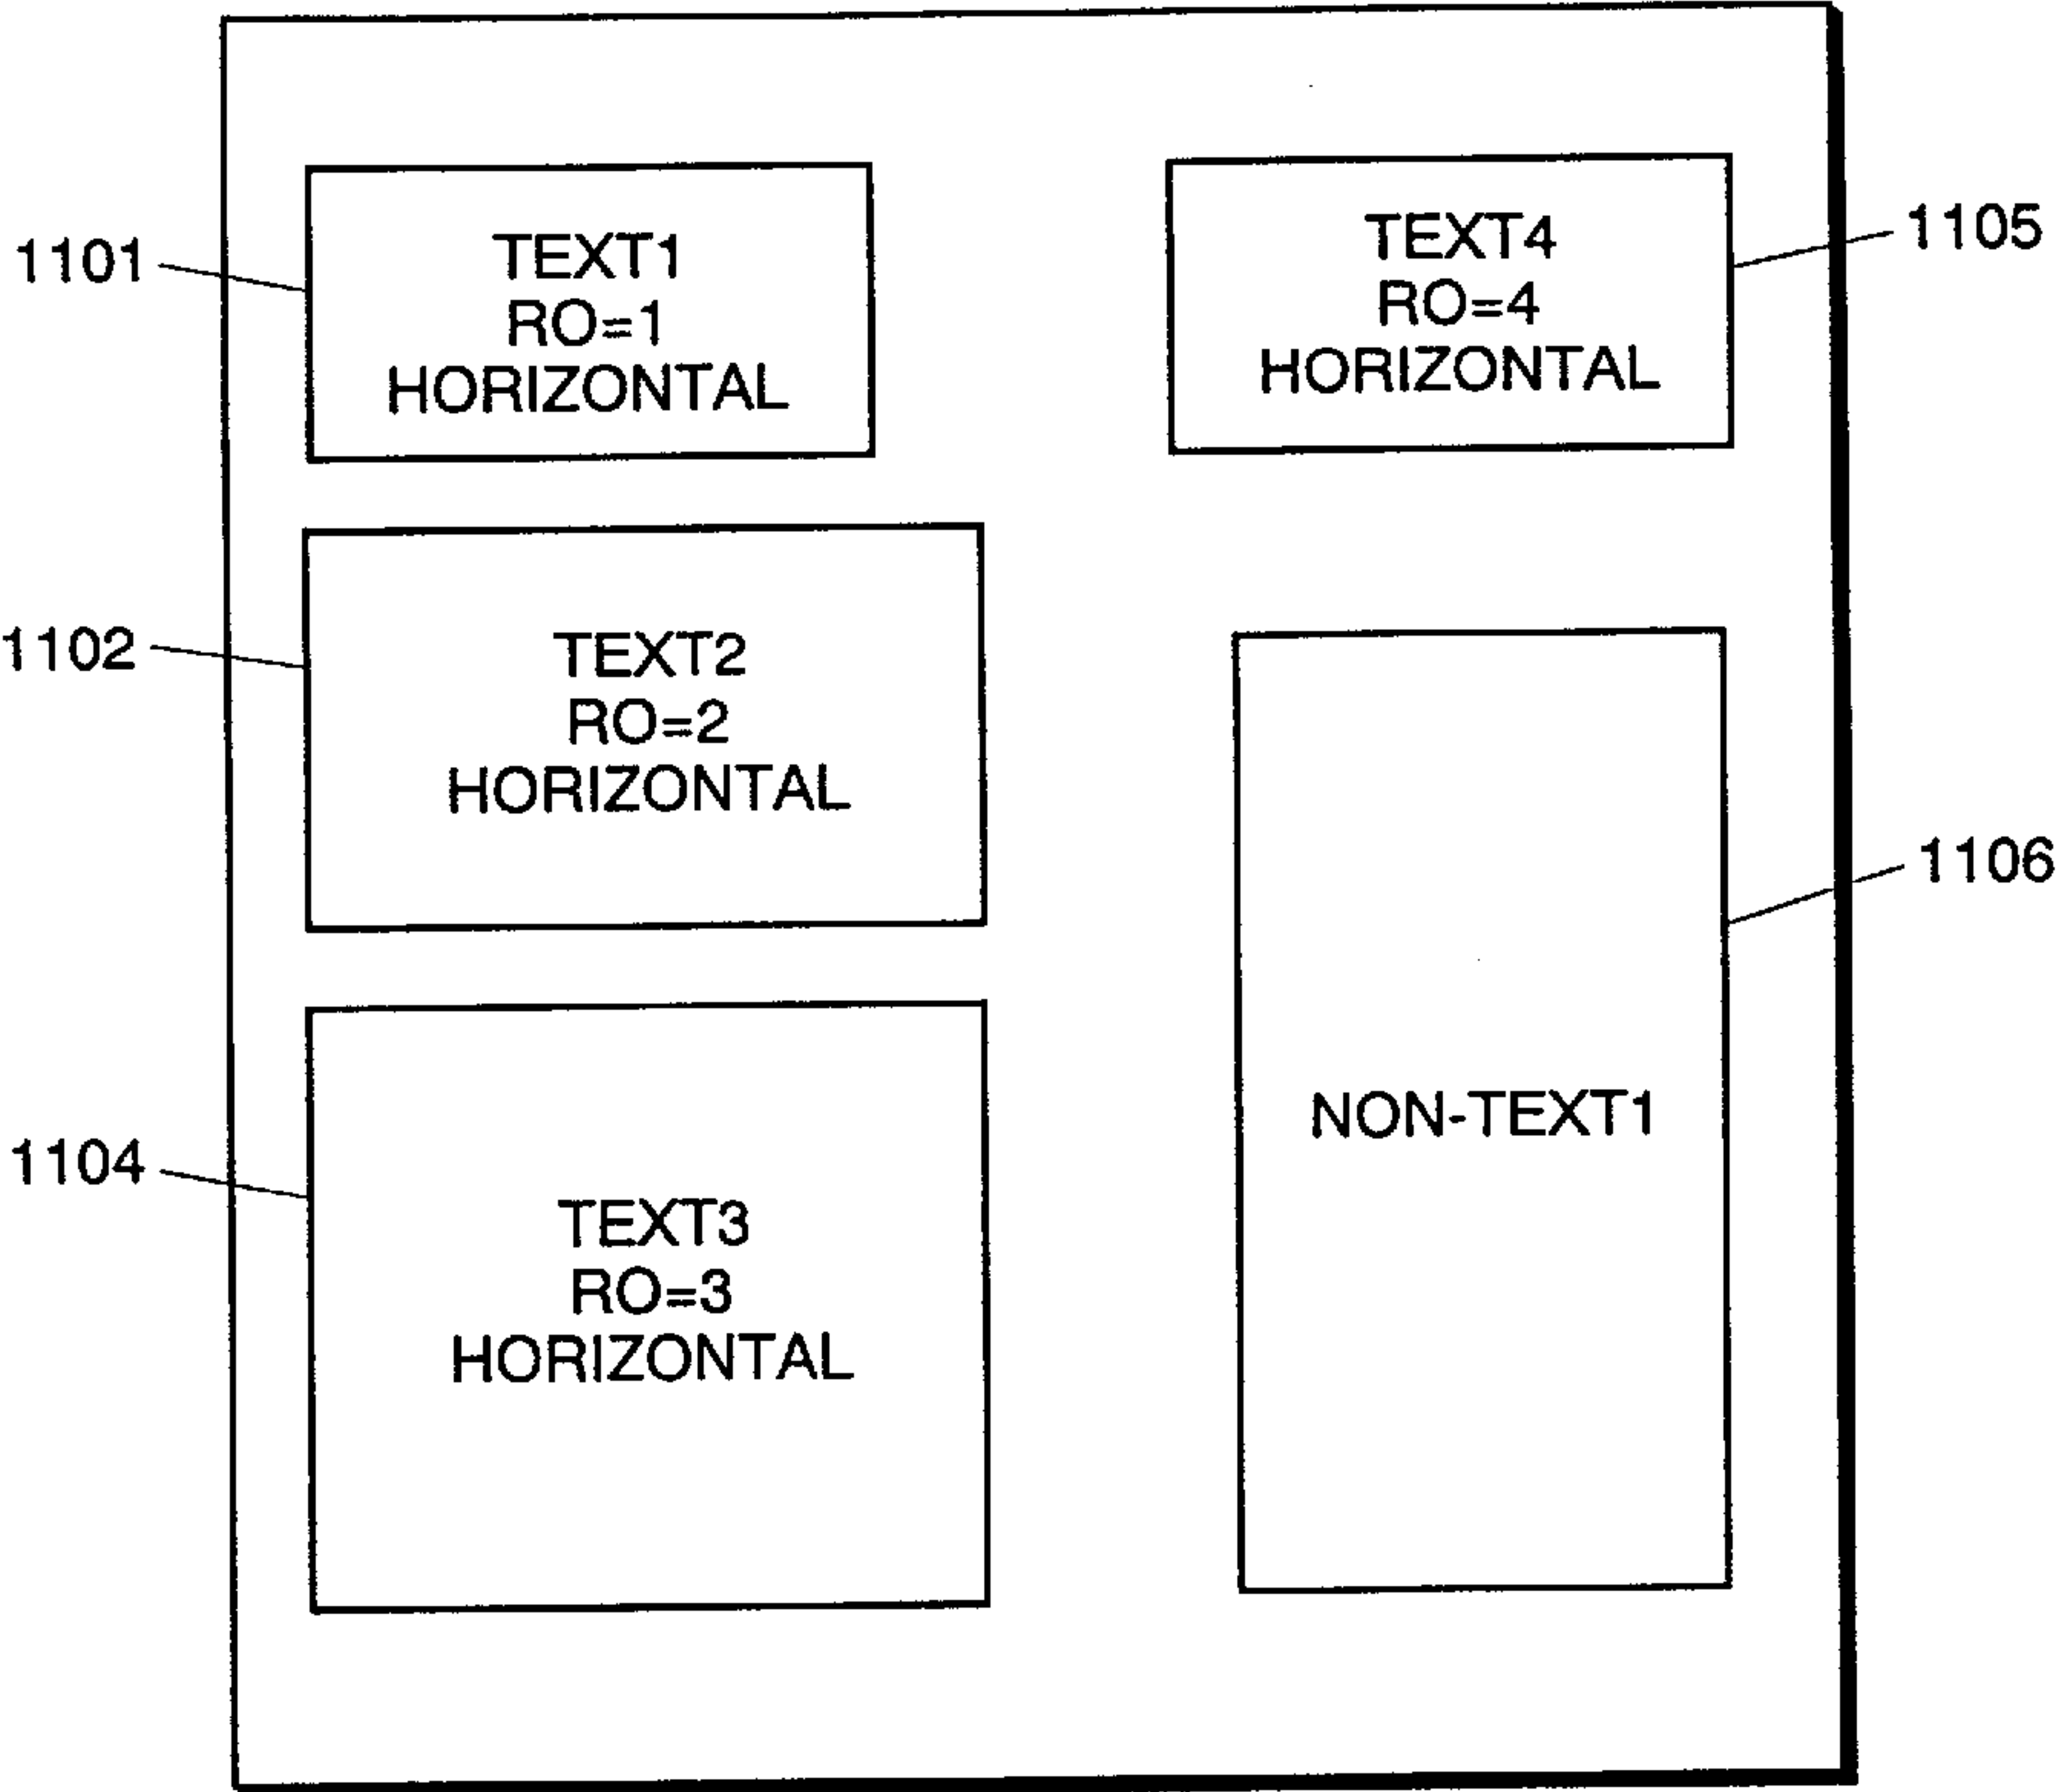 1101
TEXT1
RO=1
HORIZONTAL
1102
TEXT2
RO=2
HORIZONTAL
1104
TEXT3
RO=3
HORIZONTAL
TEXT4
RO=4
HORIZONTAL
1105
NON-TEXT1
1106